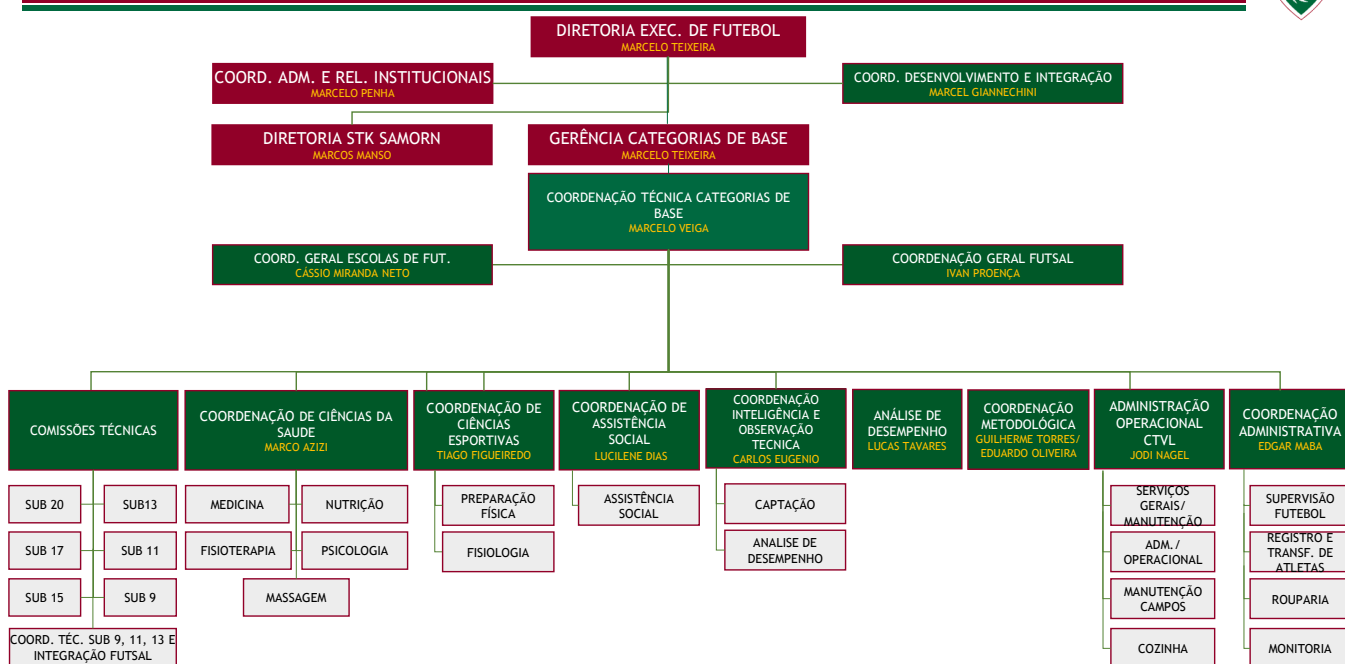 DIRETORIA EXEC. DE FUTEBOL
MARCELO TEIXEIRA
COORD. ADM. E REL. INSTITUCIONAIS
MARCELO PENHA
COORD. DESENVOLVIMENTO E INTEGRAÇÃO
MARCEL GIANNECHINI
DIRETORIA STK SAMORN
MARCOS MANSO
GERÊNCIA CATEGORIAS DE BASE
MARCELO TEIXEIRA
COORDENAÇÃO TÉCNICA CATEGORIAS DE
BASE
MARCELO VEIGA
COORD. GERAL ESCOLAS DE FUT.
CÁSSIO MIRANDA NETO
COORDENAÇÃO GERAL FUTSAL
IVAN PROENÇA
COMISSÕES TÉCNICAS
COORDENAÇÃO DE CIÊNCIAS DA
SAUDE
MARCO AZIZI
COORDENAÇÃO DE
CIÊNCIAS
ESPORTIVAS
TIAGO FIGUEIREDO
COORDENAÇÃO DE
ASSISTÊNCIA
SOCIAL
LUCILENE DIAS
COORDENAÇÃO
INTELIGÊNCIA E
OBSERVAÇÃO
TECNICA
CARLOS EUGENIO
ANÁLISE DE
DESEMPENHO
LUCAS TAVARES
COORDENAÇÃO
METODOLÓGICA
GUILHERME TORRES/
EDUARDO OLIVEIRA
ADMINISTRAÇÃO
OPERACIONAL
CTVL
JODI NAGEL
COORDENAÇÃO
ADMINISTRATIVA
EDGAR MABA
SUB 20
SUB13
SUB 17
SUB 11
SUB 15
SUB 9
COORD. TÉC. SUB 9, 11, 13 E
INTEGRAÇÃO FUTSAL
MEDICINA
NUTRIÇÃO
FISIOTERAPIA
PSICOLOGIA
MASSAGEM
PREPARAÇÃO
FÍSICA
FISIOLOGIA
ASSISTÊNCIA
SOCIAL
CAPTAÇÃO
ANALISE DE
DESEMPENHO
SERVIÇOS
GERAIS/
MANUTENÇÃO
ADM./
OPERACIONAL
MANUTENÇÃO
CAMPOS
COZINHA
SUPERVISÃO
FUTEBOL
REGISTRO E
TRANSF. DE
ATLETAS
ROUPARIA
MONITORIA